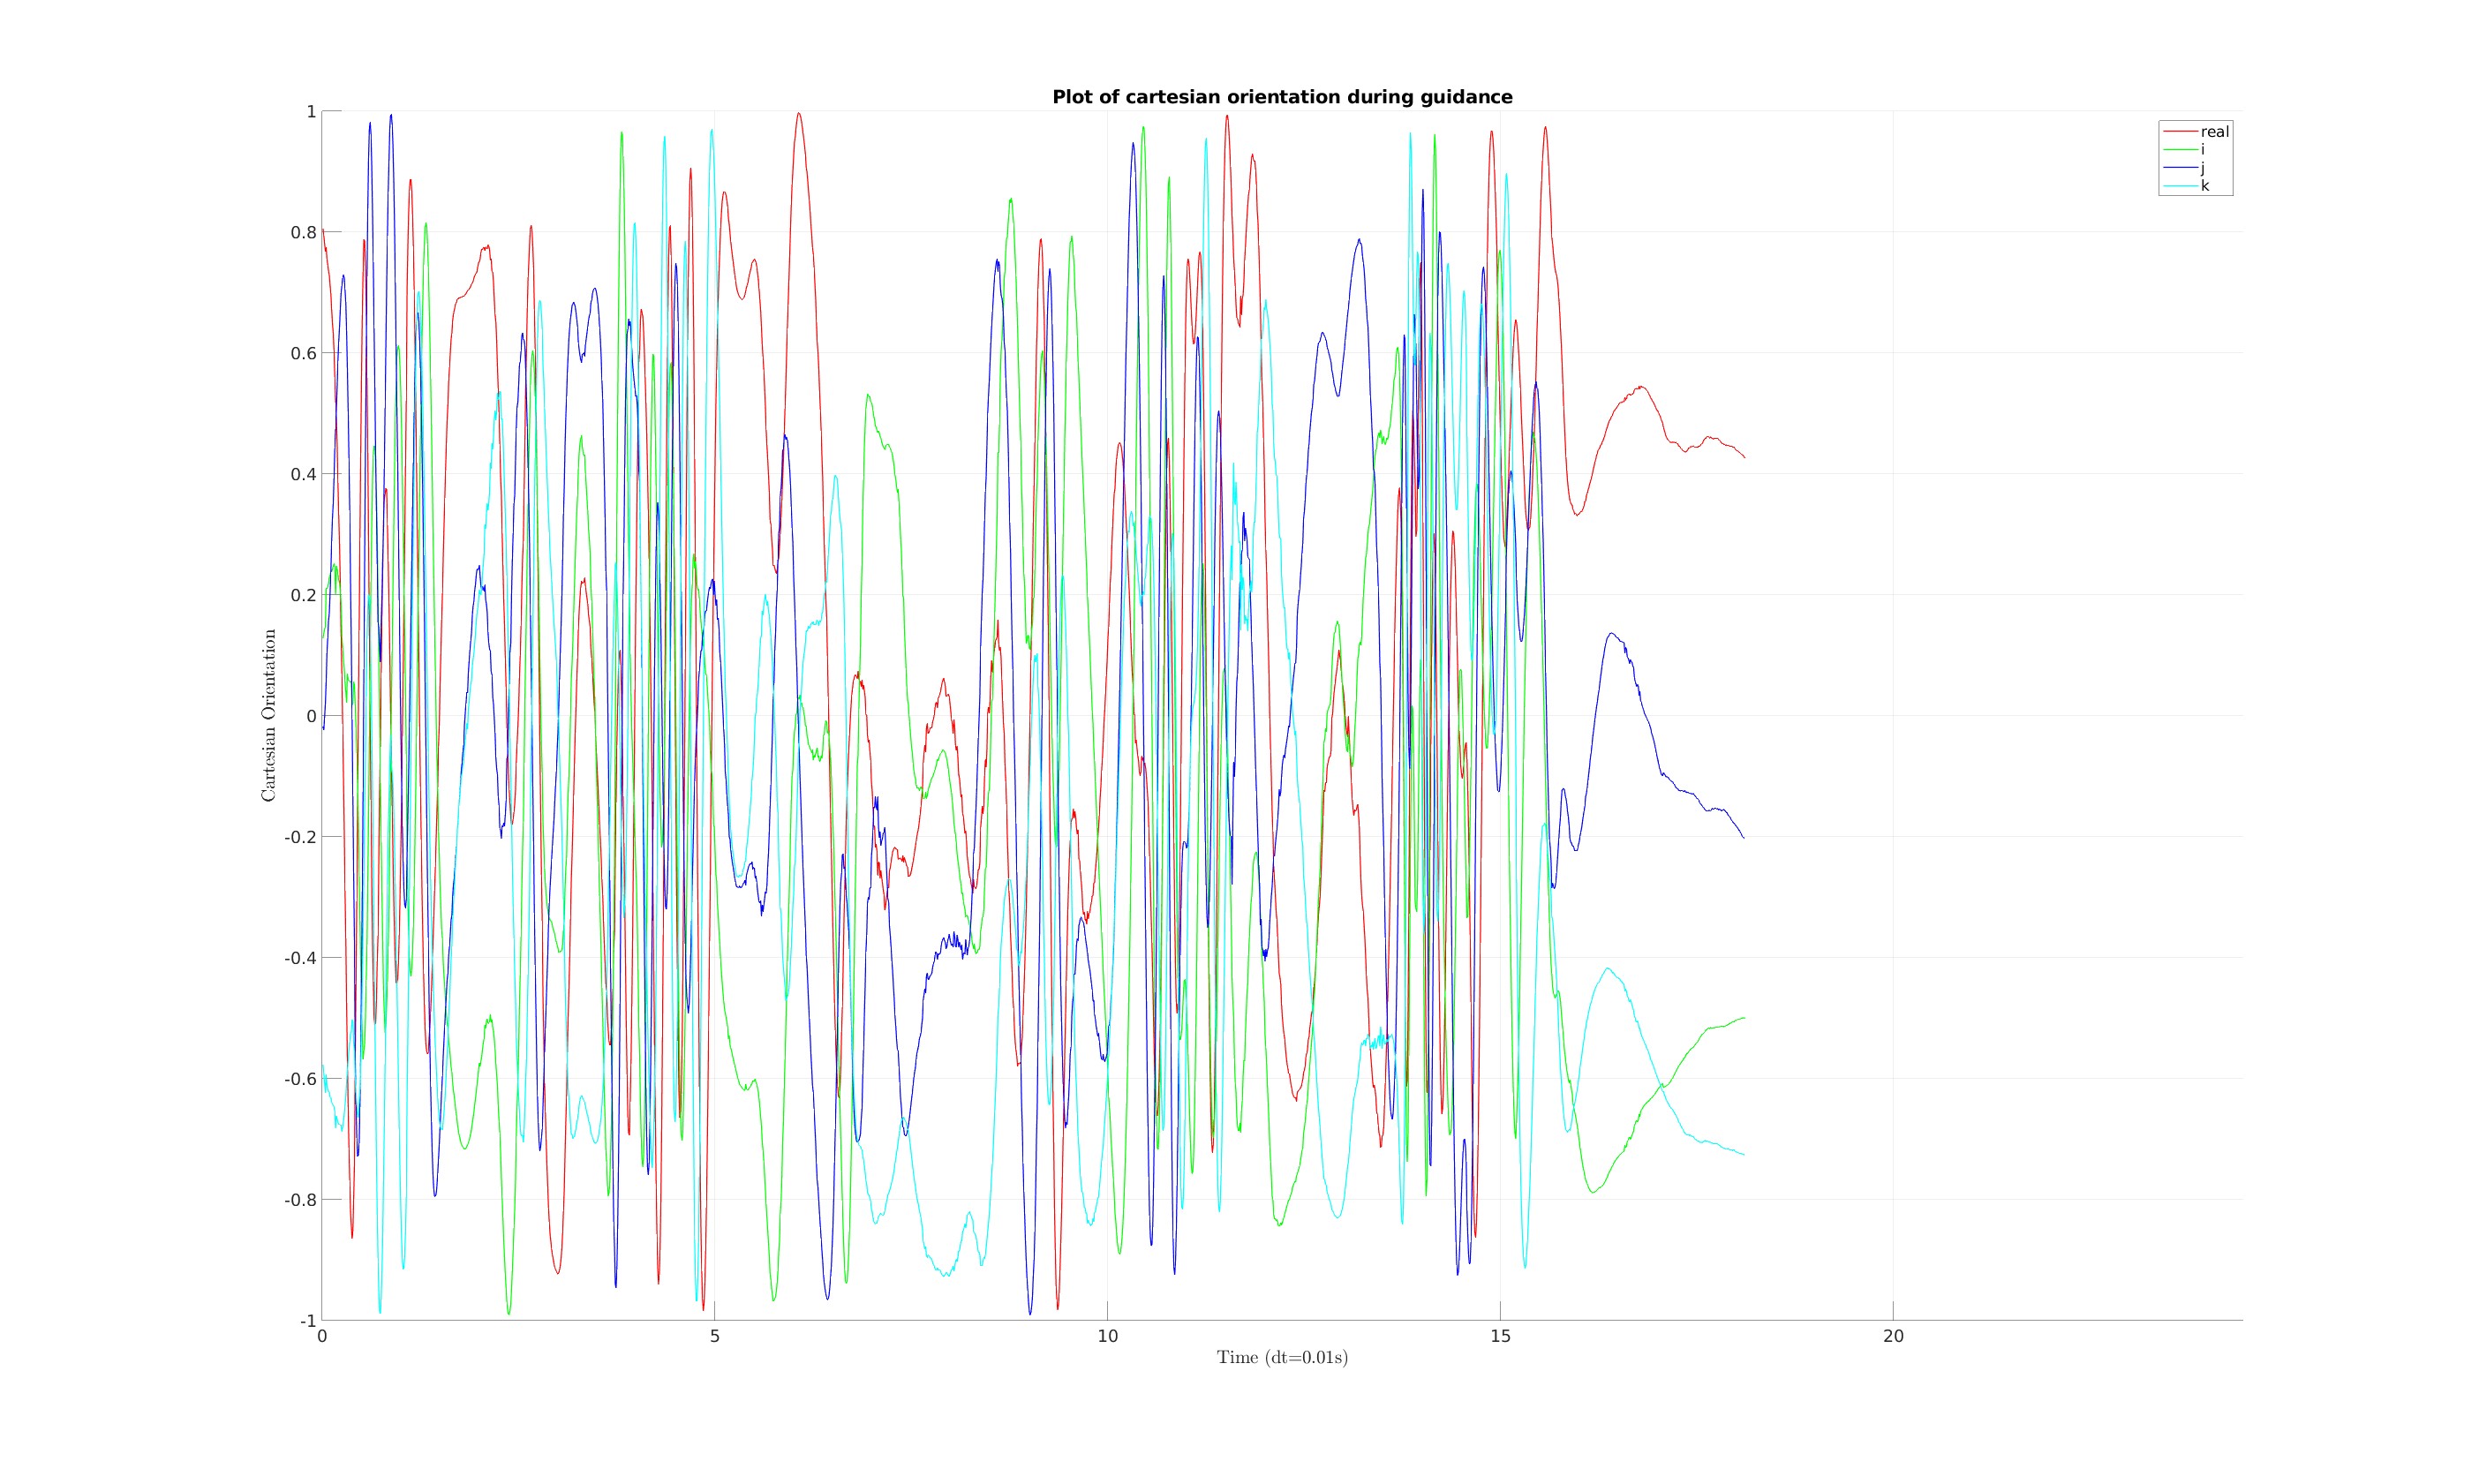 Plot of cartesian orientation during guidance
real
i
j
k
Cartesian Orientation
1
0.8
0.6
0.4
0.2
0
-0.2
-0.4
-0.6
-0.8
-1
0 5 10 15 20
Time (dt=0.01s)